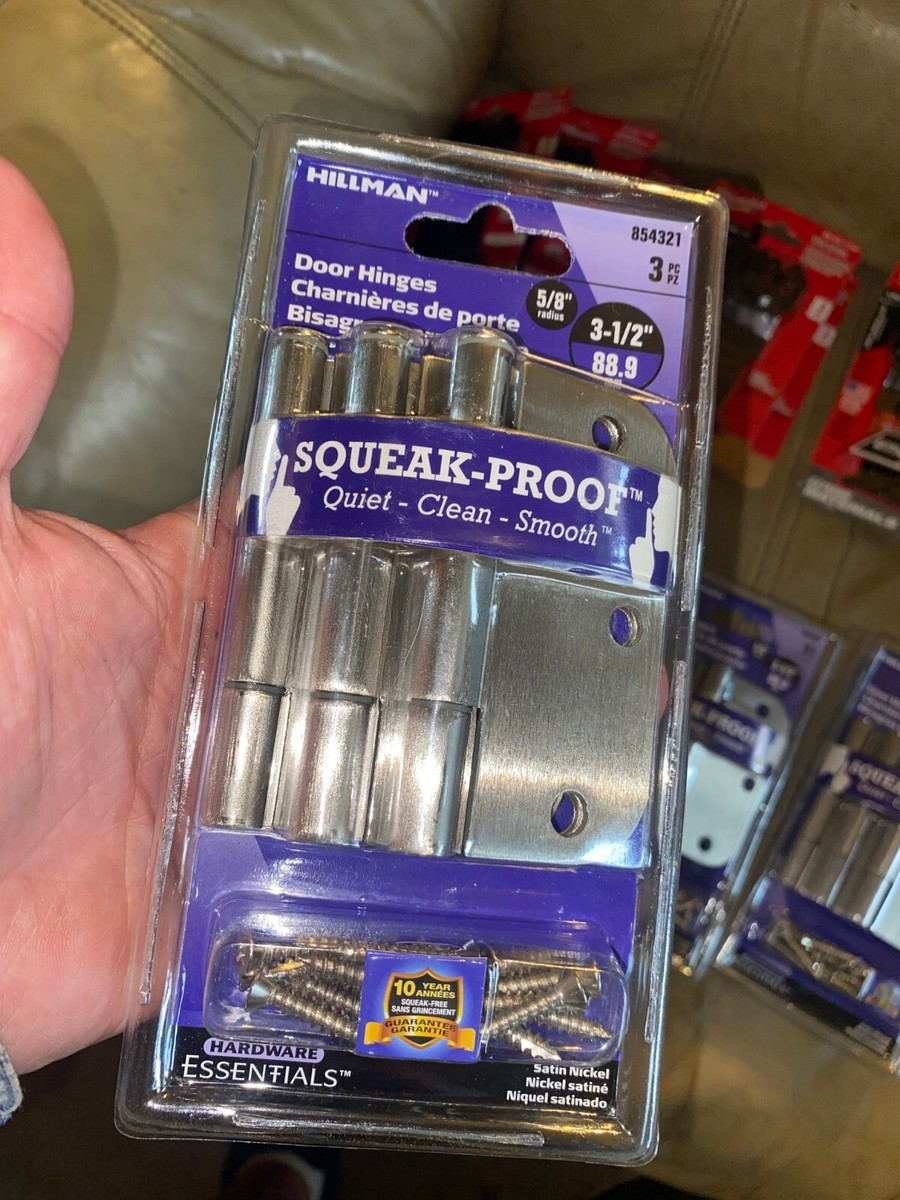 HILLMAN™
854321
3 PC PZ
Door Hinges
Charnières de porte
5/8"
radius
3-1/2"
88.9
SQUEAK-PROOF™
Quiet - Clean - Smooth™
10 YEAR
ANNÉES
SQUEAK-FREE
SANS GRINCEMENT
GUARANTEE
GARANTIE
HARDWARE
ESSENTIALS™
Satin Nickel
Nickel satiné
Níquel satinado